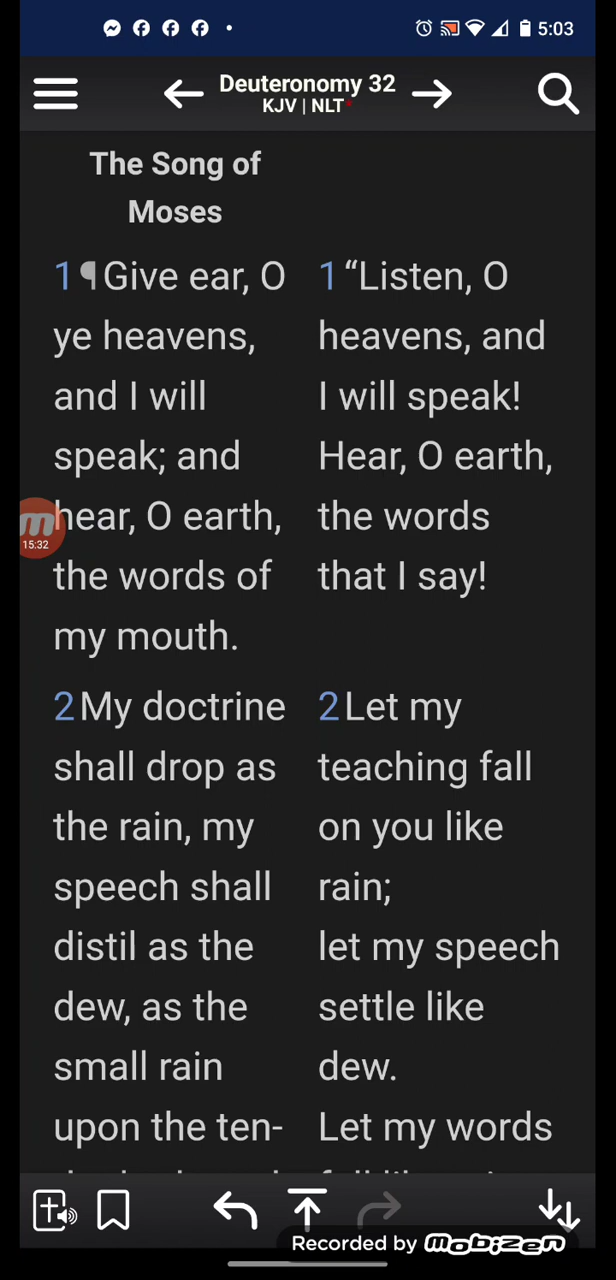 5:03
Deuteronomy 32
KJV | NLT*
The Song of
Moses
1 ¶ Give ear, O
ye heavens,
and I will
speak; and
hear, O earth,
the words of
my mouth.
2 My doctrine
shall drop as
the rain, my
speech shall
distil as the
dew, as the
small rain
upon the ten-
1 “Listen, O
heavens, and
I will speak!
Hear, O earth,
the words
that I say!
2 Let my
teaching fall
on you like
rain;
let my speech
settle like
dew.
Let my words
15:32
Recorded by mobizen